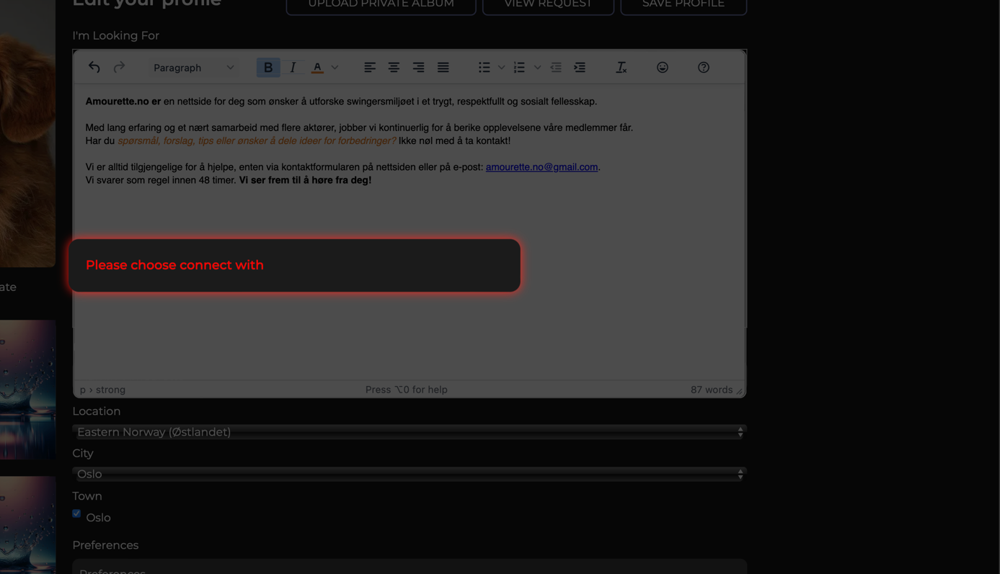 Edit your profile
UPLOAD PRIVATE ALBUM
VIEW REQUEST
SAVE PROFILE
I'm Looking For
Paragraph
B I A
Amourette.no er en nettside for deg som ønsker å utforske swingersmiljøet i et trygt, respektfullt og sosialt fellesskap.
Med lang erfaring og et nært samarbeid med flere aktører, jobber vi kontinuerlig for å berike opplevelsene våre medlemmer får.
Har du spørsmål, forslag, tips eller ønsker å dele ideer for forbedringer? Ikke nøl med å ta kontakt!
Vi er alltid tilgjengelige for å hjelpe, enten via kontaktformularen på nettsiden eller på e-post: amourette.no@gmail.com.
Vi svarer som regel innen 48 timer. Vi ser frem til å høre fra deg!
Please choose connect with
ate
p › strong
Press ⌥0 for help
87 words
Location
Eastern Norway (Østlandet)
City
Oslo
Town
Oslo
Preferences
Preferences